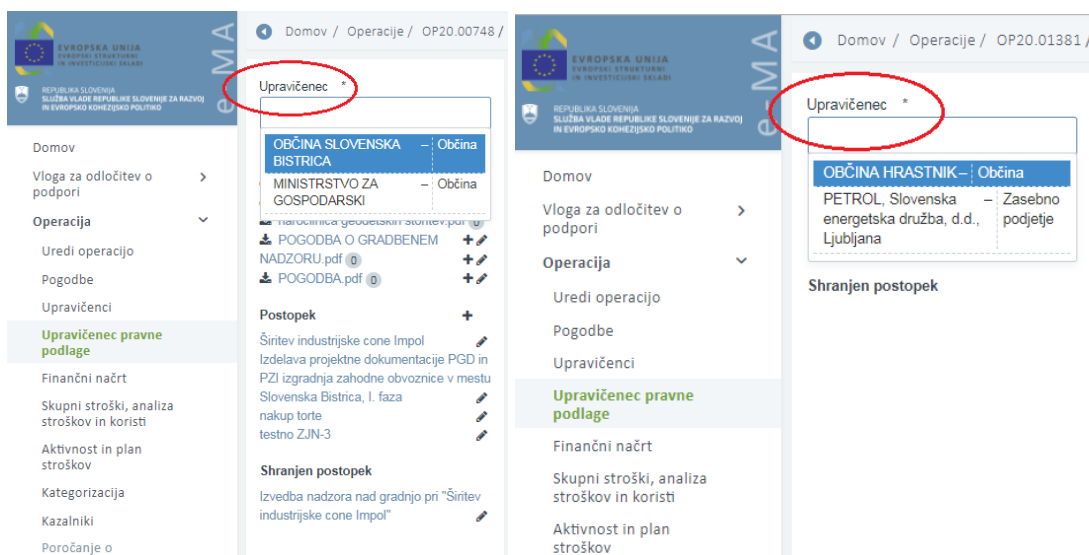 EVROPSKA UNIJA
EVROPSKI STRUKTURNI
IN INVESTICIJSKI SKLADI
REPUBLIKA SLOVENIJA
SLUŽBA VLADE REPUBLIKE SLOVENIJE ZA RAZVOJ
IN EVROPSKO KOHEZIJSKO POLITIKO
e-MA
Domov
Vloga za odločitev o
podpori
Operacija
Uredi operacijo
Pogodbe
Upravičenci
Upravičenec pravne
podlage
Finančni načrt
Skupni stroški, analiza
stroškov in koristi
Aktivnost in plan
stroškov
Kategorizacija
Kazalniki
Poročanje o
Domov / Operacije / OP20.00748 /
Upravičenec *
OBČINA SLOVENSKA – Občina
BISTRICA
MINISTRSTVO ZA – Občina
GOSPODARSKI
naročilnica geodetskih storitev.pdf 0
POGODBA O GRADBENEM
NADZORU.pdf 0
POGODBA.pdf 0
Postopek
Širitev industrijske cone Impol
Izdelava projektne dokumentacije PGD in
PZI izgradnja zahodne obvoznice v mestu
Slovenska Bistrica, I. faza
nakup torte
testno ZJN-3
Shranjen postopek
Izvedba nadzora nad gradnjo pri "Širitev
industrijske cone Impol"
EVROPSKA UNIJA
EVROPSKI STRUKTURNI
IN INVESTICIJSKI SKLADI
REPUBLIKA SLOVENIJA
SLUŽBA VLADE REPUBLIKE SLOVENIJE ZA RAZVOJ
IN EVROPSKO KOHEZIJSKO POLITIKO
e-MA
Domov
Vloga za odločitev o
podpori
Operacija
Uredi operacijo
Pogodbe
Upravičenci
Upravičenec pravne
podlage
Finančni načrt
Skupni stroški, analiza
stroškov in koristi
Aktivnost in plan
stroškov
Domov / Operacije / OP20.01381 /
Upravičenec *
OBČINA HRASTNIK – Občina
PETROL, Slovenska – Zasebno
energetska družba, d.d., podjetje
Ljubljana
Shranjen postopek